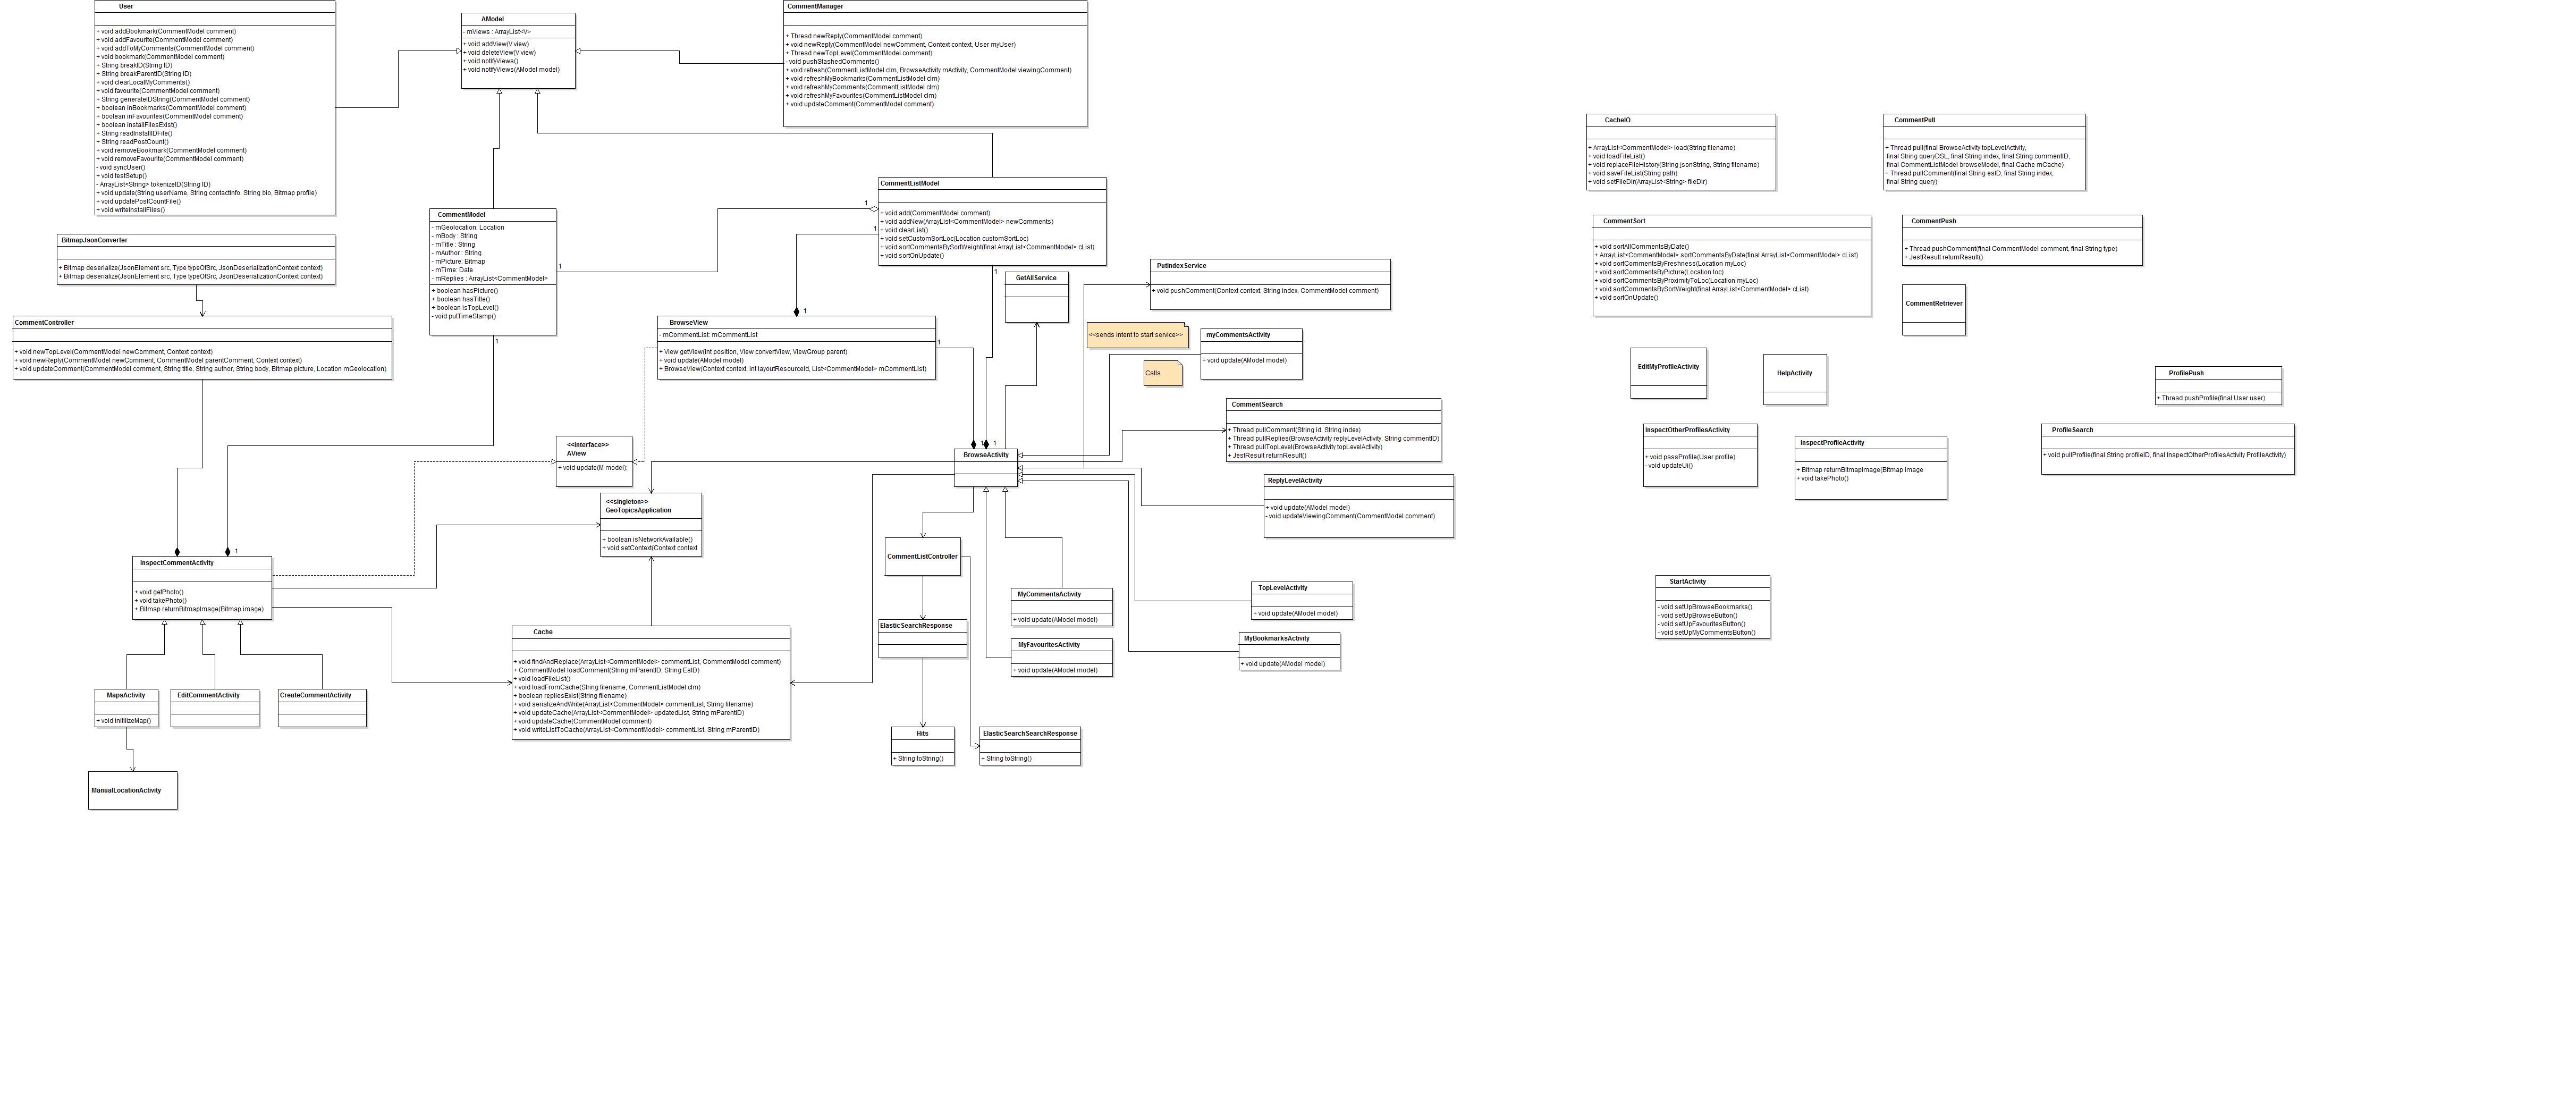 User
+ void addBookmark(CommentModel comment)
+ void addFavourite(CommentModel comment)
+ void addToMyComments(CommentModel comment)
+ void bookmark(CommentModel comment)
+ String breakID(String ID)
+ String breakParentID(String ID)
+ void clearLocalMyComments()
+ void favourite(CommentModel comment)
+ String generateIDString(CommentModel comment)
+ boolean inBookmarks(CommentModel comment)
+ boolean inFavourites(CommentModel comment)
+ boolean installFilesExist()
+ String readInstallIDFile()
+ String readPostCount()
+ void removeBookmark(CommentModel comment)
+ void removeFavourite(CommentModel comment)
- void syncUser()
+ void testSetup()
- ArrayList<String> tokenizeID(String ID)
+ void update(String userName, String contactInfo, String bio, Bitmap profile)
+ void updatePostCountFile()
+ void writeInstallFiles()
AModel
- mViews : ArrayList<V>
+ void addView(V view)
+ void deleteView(V view)
+ void notifyViews()
+ void notifyViews(AModel model)
CommentManager
+ Thread newReply(CommentModel comment)
+ void newReply(CommentModel newComment, Context context, User myUser)
+ Thread newTopLevel(CommentModel comment)
- void pushStashedComments()
+ void refresh(CommentListModel clm, BrowseActivity mActivity, CommentModel viewingComment)
+ void refreshMyBookmarks(CommentListModel clm)
+ void refreshMyComments(CommentListModel clm)
+ void refreshMyFavourites(CommentListModel clm)
+ void updateComment(CommentModel comment)
CacheIO
+ ArrayList<CommentModel> load(String filename)
+ void loadFileList()
+ void replaceFileHistory(String jsonString, String filename)
+ void saveFileList(String path)
+ void setFileDir(ArrayList<String> fileDir)
CommentPull
+ Thread pull(final BrowseActivity topLevelActivity,
final String queryDSL, final String index, final String commentID,
final CommentListModel browseModel, final Cache mCache)
+ Thread pullComment(final String esID, final String index,
final String query)
CommentListModel
+ void add(CommentModel comment)
+ void addNew(ArrayList<CommentModel> newComments)
+ void clearList()
+ void setCustomSortLoc(Location customSortLoc)
+ void sortCommentsBySortWeight(final ArrayList<CommentModel> cList)
+ void sortOnUpdate()
1
1
1
CommentModel
- mGeolocation: Location
- mBody : String
- mTitle : String
- mAuthor : String
- mPicture: Bitmap
- mTime: Date
- mReplies : ArrayList<CommentModel>
+ boolean hasPicture()
+ boolean hasTitle()
+ boolean isTopLevel()
- void putTimeStamp()
1
1
CommentSort
+ void sortAllCommentsByDate()
+ ArrayList<CommentModel> sortCommentsByDate(final ArrayList<CommentModel> cList)
+ void sortCommentsByFreshness(Location myLoc)
+ void sortCommentsByPicture(Location loc)
+ void sortCommentsByProximityToLoc(Location myLoc)
+ void sortCommentsBySortWeight(final ArrayList<CommentModel> cList)
+ void sortOnUpdate()
CommentPush
+ Thread pushComment(final CommentModel comment, final String type)
+ JestResult returnResult()
BitmapJsonConverter
+ Bitmap deserialize(JsonElement src, Type typeOfSrc, JsonDeserializationContext context)
+ Bitmap deserialize(JsonElement src, Type typeOfSrc, JsonDeserializationContext context)
GetAllService
PutIndexService
+ void pushComment(Context context, String index, CommentModel comment)
CommentRetriever
CommentController
+ void newTopLevel(CommentModel newComment, Context context)
+ void newReply(CommentModel newComment, CommentModel parentComment, Context context)
+ void updateComment(CommentModel comment, String title, String author, String body, Bitmap picture, Location mGeolocation)
1
BrowseView
- mCommentList: mCommentList
+ View getView(int position, View convertView, ViewGroup parent)
+ void update(AModel model)
+ BrowseView(Context context, int layoutResourceId, List<CommentModel> mCommentList)
1
<<sends intent to start service>>
myCommentsActivity
+ void update(AModel model)
Calls
EditMyProfileActivity
HelpActivity
ProfilePush
+ Thread pushProfile(final User user)
CommentSearch
+ Thread pullComment(String id, String index)
+ Thread pullReplies(BrowseActivity replyLevelActivity, String commentID)
+ Thread pullTopLevel(BrowseActivity topLevelActivity)
+ JestResult returnResult()
InspectOtherProfilesActivity
+ void passProfile(User profile)
- void updateUi()
InspectProfileActivity
+ Bitmap returnBitmapImage(Bitmap image
+ void takePhoto()
ProfileSearch
+ void pullProfile(final String profileID, final InspectOtherProfilesActivity ProfileActivity)
<<interface>>
AView
+ void update(M model);
1
1
BrowseActivity
ReplyLevelActivity
+ void update(AModel model)
- void updateViewingComment(CommentModel comment)
<<singleton>>
GeoTopicsApplication
+ boolean isNetworkAvailable()
+ void setContext(Context context
CommentListController
1
InspectCommentActivity
+ void getPhoto()
+ void takePhoto()
+ Bitmap returnBitmapImage(Bitmap image)
MyCommentsActivity
+ void update(AModel model)
TopLevelActivity
+ void update(AModel model)
StartActivity
- void setUpBrowseBookmarks()
- void setUpBrowseButton()
- void setUpFavouritesButton()
- void setUpMyCommentsButton()
Cache
+ void findAndReplace(ArrayList<CommentModel> commentList, CommentModel comment)
+ CommentModel loadComment(String mParentID, String EsID)
+ void loadFileList()
+ void loadFromCache(String filename, CommentListModel clm)
+ boolean repliesExist(String filename)
+ void serializeAndWrite(ArrayList<CommentModel> commentList, String filename)
+ void updateCache(ArrayList<CommentModel> updatedList, String mParentID)
+ void updateCache(CommentModel comment)
+ void writeListToCache(ArrayList<CommentModel> commentList, String mParentID)
ElasticSearchResponse
MyFavouritesActivity
+ void update(AModel model)
MyBookmarksActivity
+ void update(AModel model)
MapsActivity
+ void initilizeMap()
EditCommentActivity
CreateCommentActivity
Hits
+ String toString()
ElasticSearchSearchResponse
+ String toString()
ManualLocationActivity